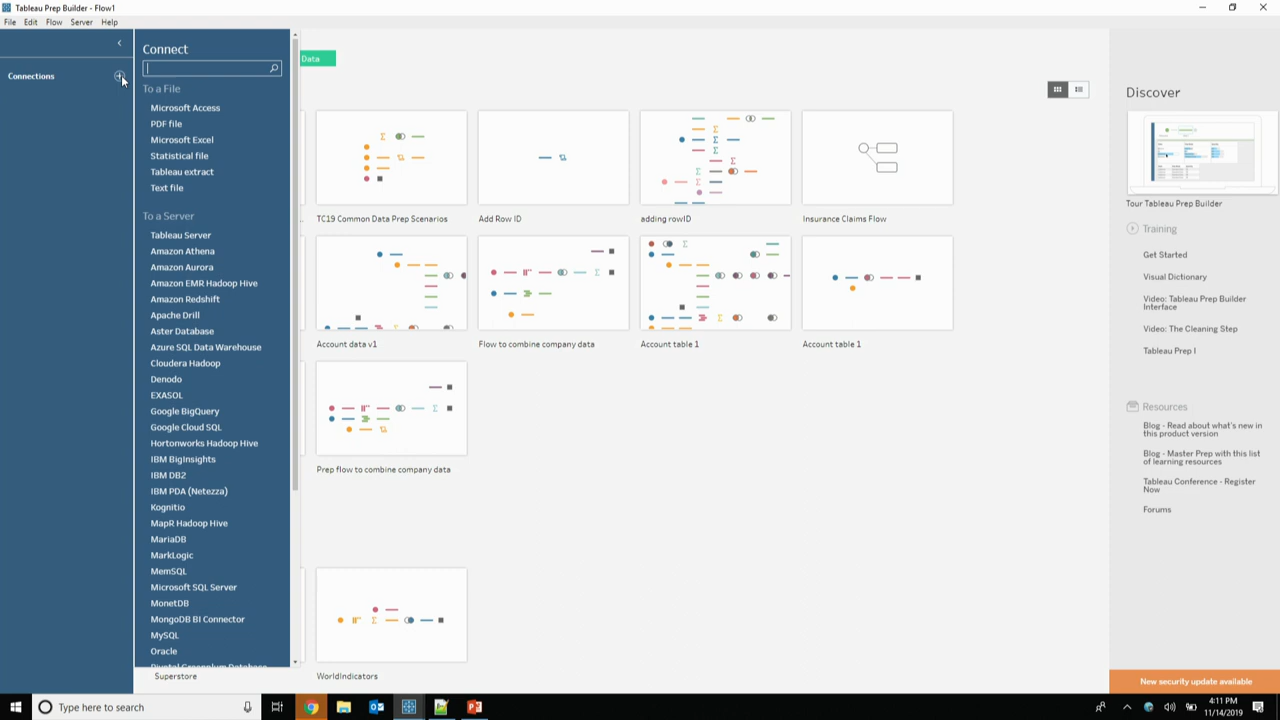 Tableau Prep Builder - Flow1
File Edit Flow Server Help
Connections
Connect
To a File
Microsoft Access
PDF file
Microsoft Excel
Statistical file
Tableau extract
Text file
To a Server
Tableau Server
Amazon Athena
Amazon Aurora
Amazon EMR Hadoop Hive
Amazon Redshift
Apache Drill
Aster Database
Azure SQL Data Warehouse
Cloudera Hadoop
Denodo
EXASOL
Google BigQuery
Google Cloud SQL
Hortonworks Hadoop Hive
IBM BigInsights
IBM DB2
IBM PDA (Netezza)
Kognitio
MapR Hadoop Hive
MariaDB
MarkLogic
MemSQL
Microsoft SQL Server
MonetDB
MongoDB BI Connector
MySQL
Oracle
Pivotal Greenplum Database
Data
TC19 Common Data Prep Scenarios
Add Row ID
adding rowID
Insurance Claims Flow
Account data v1
Flow to combine company data
Account table 1
Account table 1
Prep flow to combine company data
Superstore
WorldIndicators
Discover
Tour Tableau Prep Builder
Training
Get Started
Visual Dictionary
Video: Tableau Prep Builder
Interface
Video: The Cleaning Step
Tableau Prep I
Resources
Blog - Read about what's new in
this product version
Blog - Master Prep with this list
of learning resources
Tableau Conference - Register
Now
Forums
New security update available
Type here to search
4:11 PM
11/14/2019